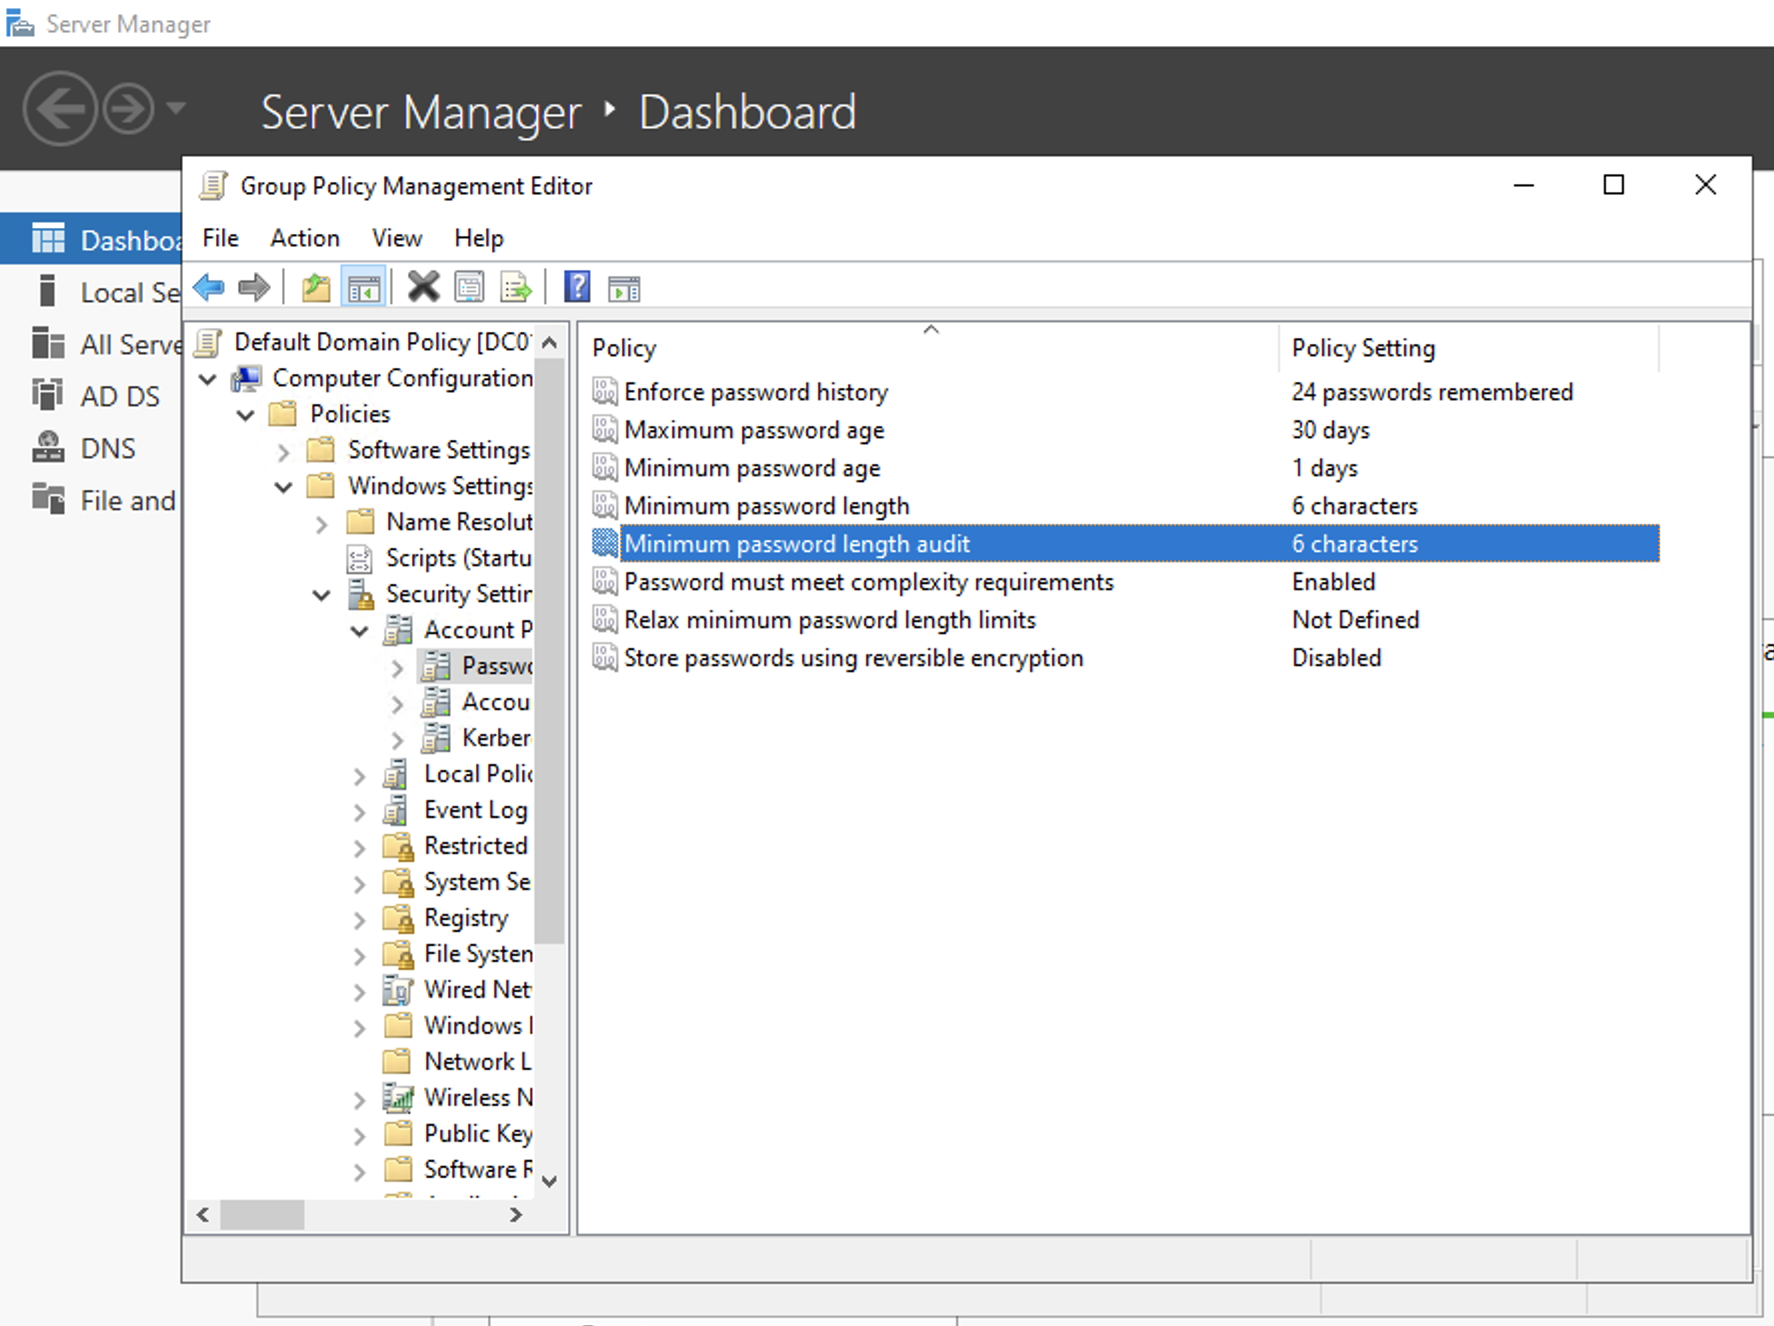 Server Manager
Server Manager Dashboard
Group Policy Management Editor
File Action View Help
Dashboa
Local Se
All Serve
AD DS
DNS
File and
Default Domain Policy [DC0
Computer Configuration
Policies
Software Settings
Windows Settings
Name Resolut
Scripts (Startu
Security Settin
Account P
Passwo
Accou
Kerber
Local Polic
Event Log
Restricted
System Se
Registry
File System
Wired Net
Windows
Network L
Wireless N
Public Key
Software R
Policy Policy Setting
Enforce password history 24 passwords remembered
Maximum password age 30 days
Minimum password age 1 days
Minimum password length 6 characters
Minimum password length audit 6 characters
Password must meet complexity requirements Enabled
Relax minimum password length limits Not Defined
Store passwords using reversible encryption Disabled